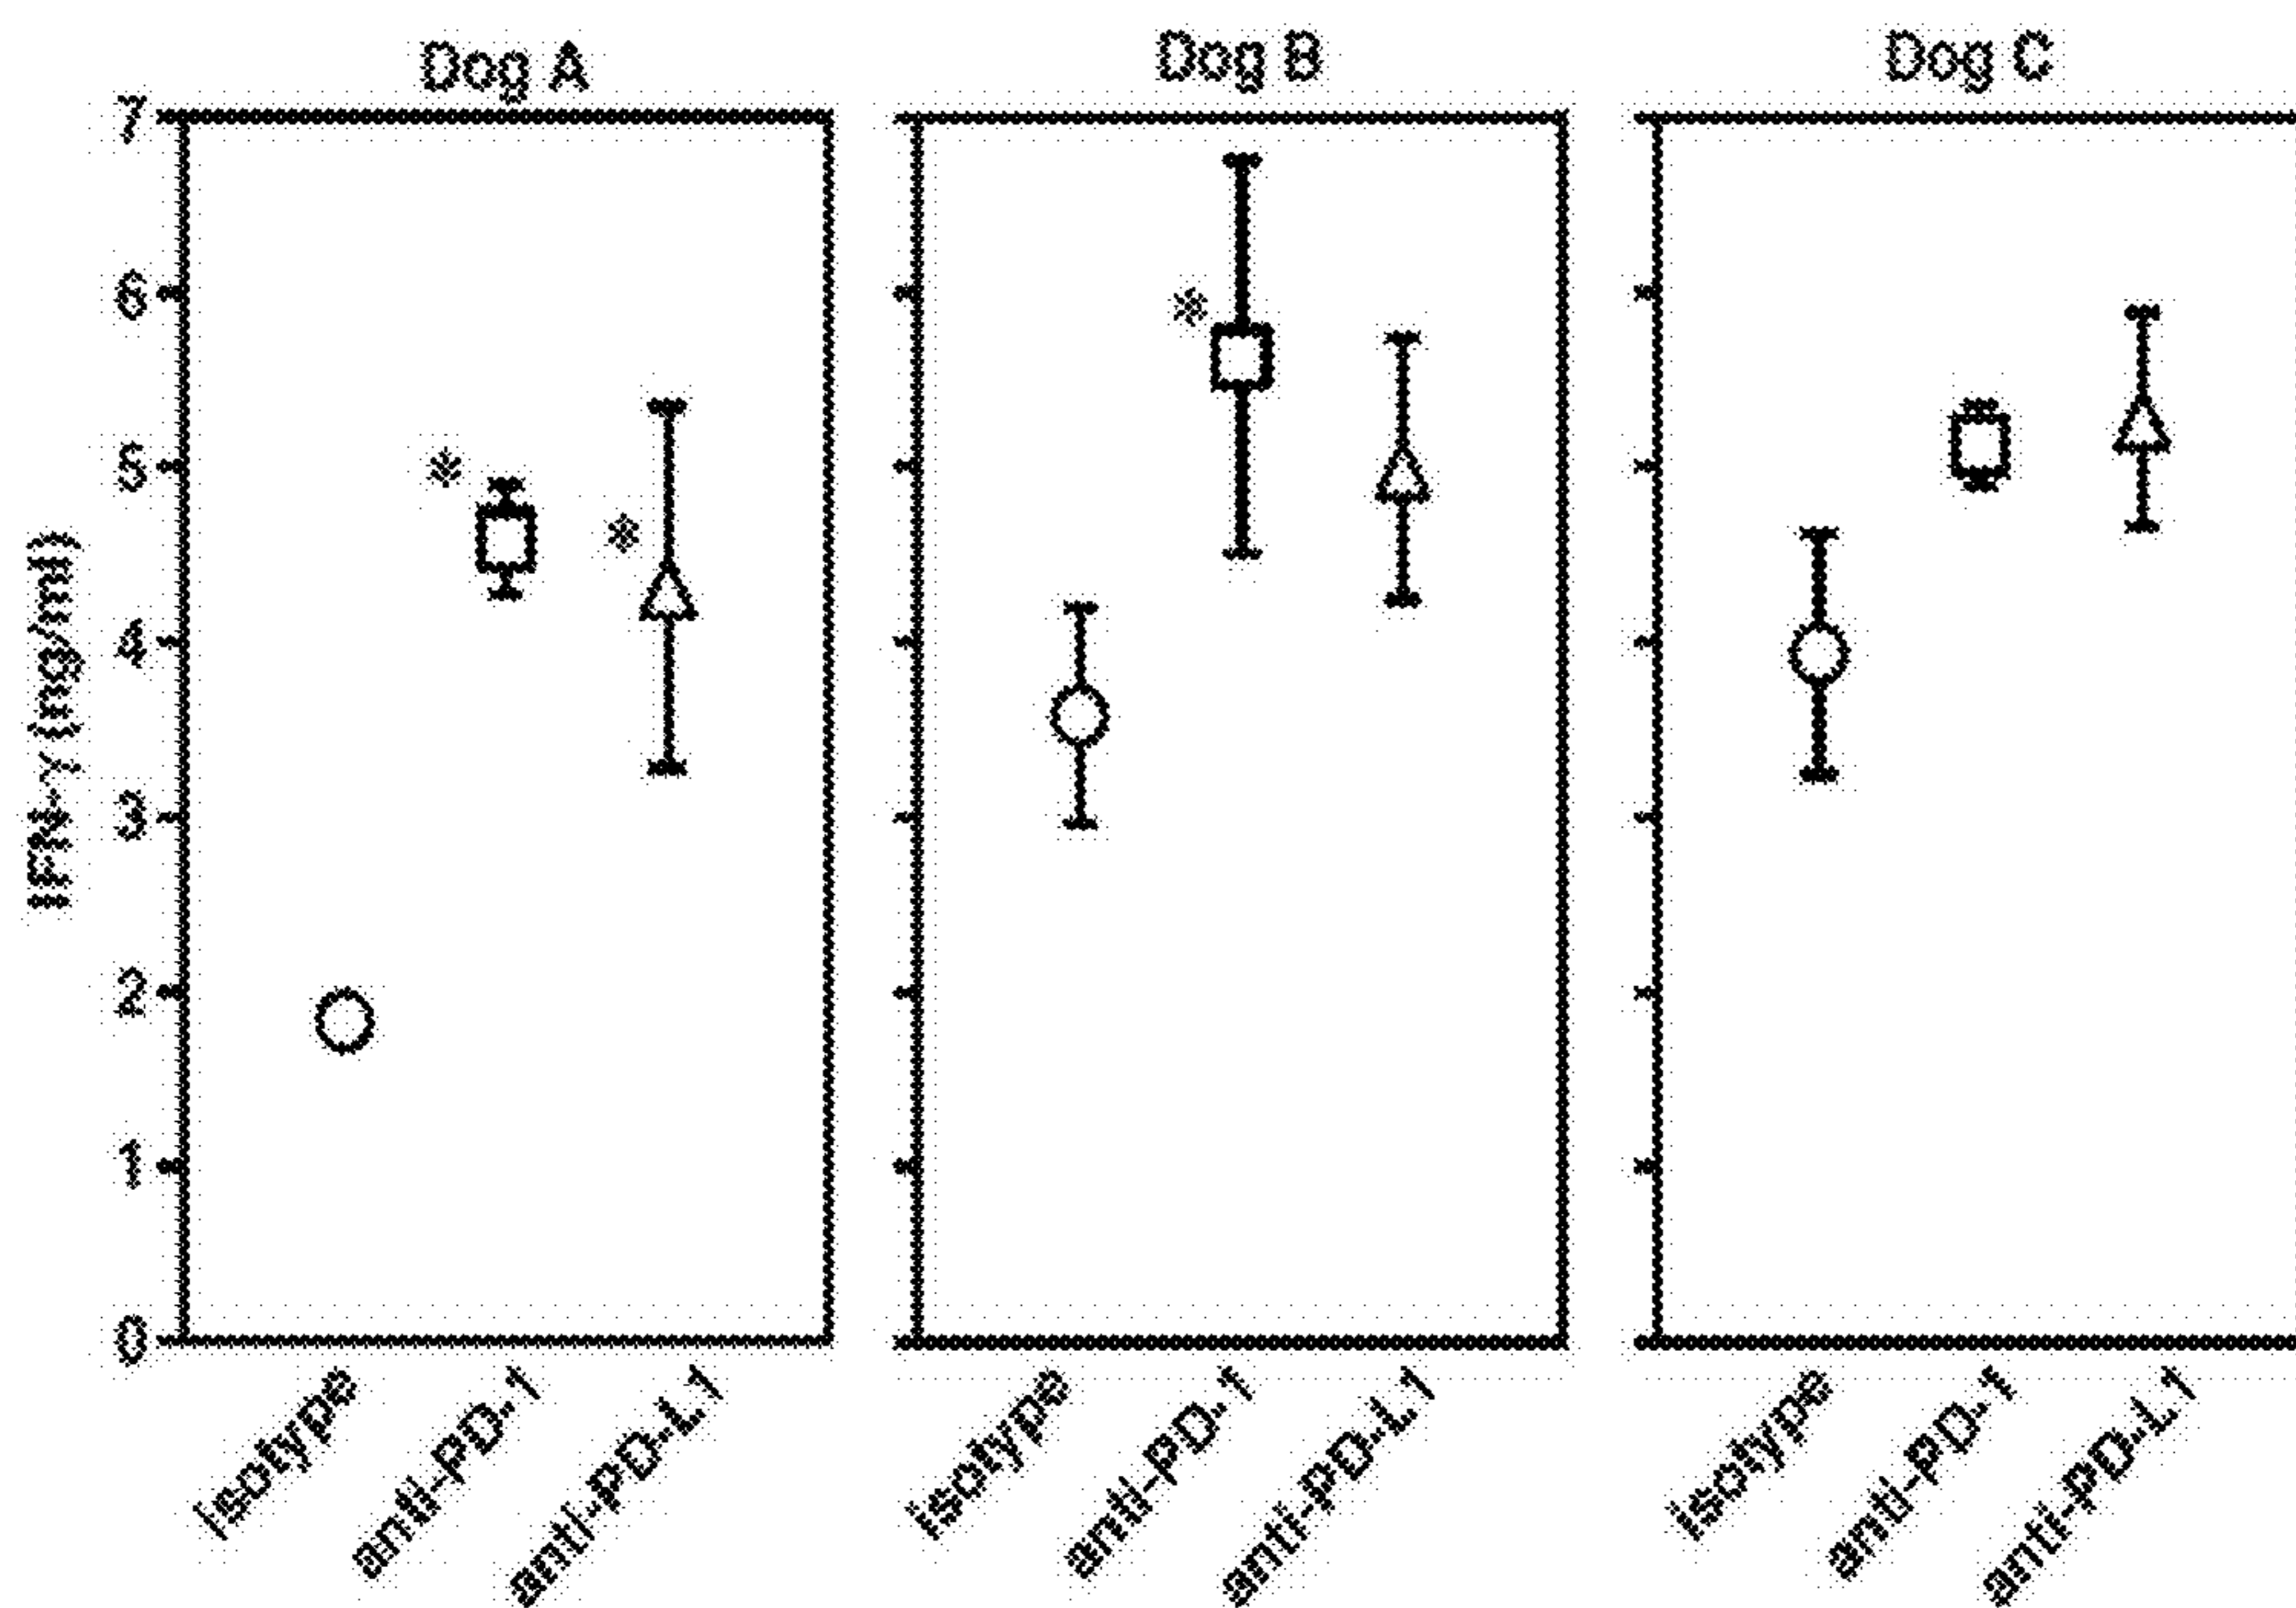 Dog A
Dog B
Dog C
IFN-γ (ng/ml)
7
6
5
4
3
2
1
0
*
*
*
isotype
anti-PD-1
anti-PD-L1
isotype
anti-PD-1
anti-PD-L1
isotype
anti-PD-1
anti-PD-L1